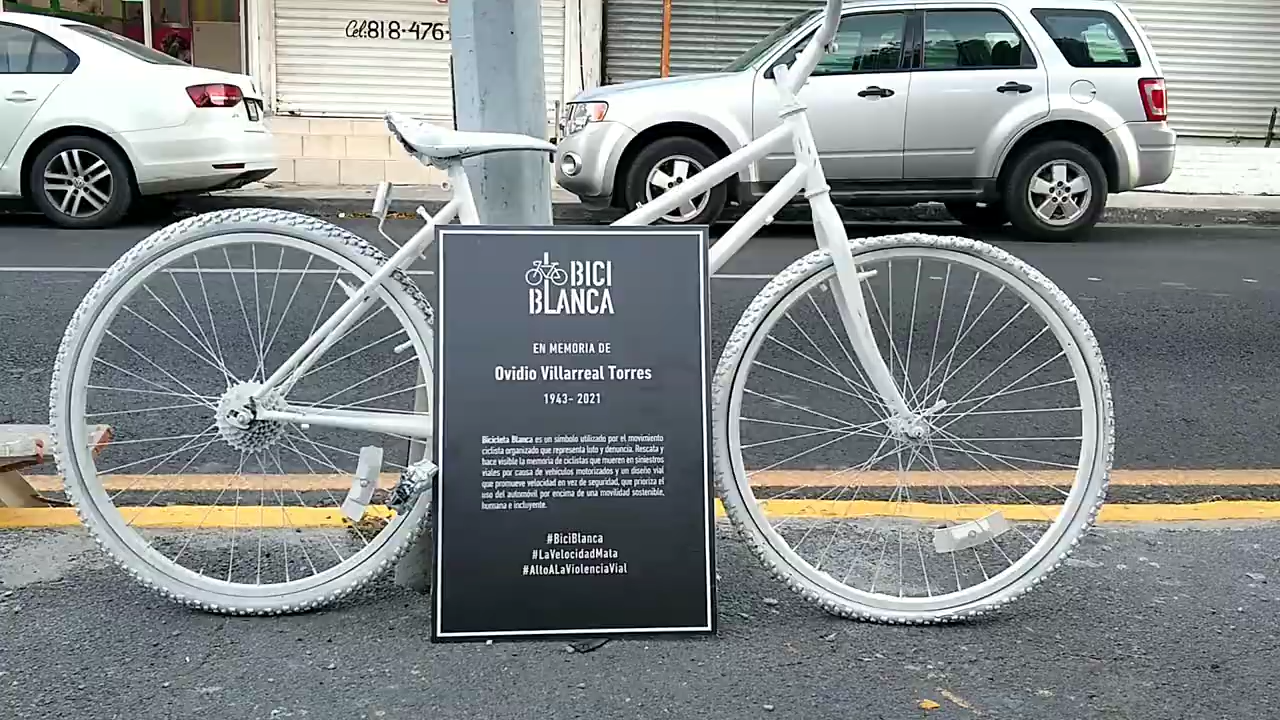 Cel:818-476-
BICI
BLANCA
EN MEMORIA DE
Ovidio Villarreal Torres
1943- 2021
Bicicleta Blanca es un símbolo utilizado por el movimiento
ciclista organizado que representa luto y denuncia. Rescata y
hace visible la memoria de ciclistas que mueren en siniestros
viales por causa de vehículos motorizados y un diseño vial
que promueve velocidad en vez de seguridad, que prioriza el
uso del automóvil por encima de una movilidad sostenible,
humana e incluyente.
#BiciBlanca
#LaVelocidadMata
#AltoALaViolenciaVial